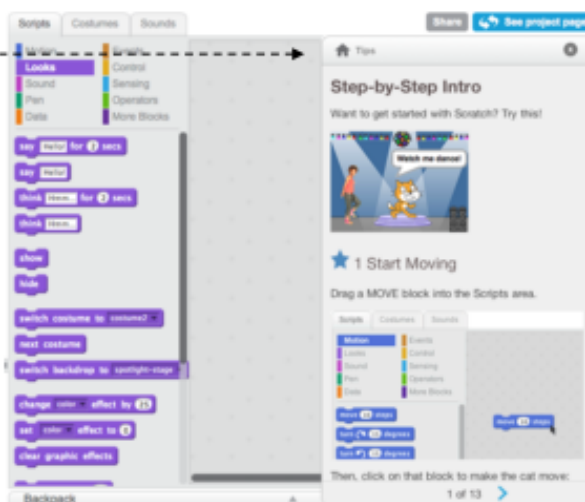 Scripts Costumes Sounds
Share
See project page
Motion Events
Looks Control
Sound Sensing
Pen Operators
Data More Blocks
say Hello! for 2 secs
say Hello!
think Hmm... for 2 secs
think Hmm...
show
hide
switch costume to costume2
next costume
switch backdrop to spotlight-stage
change color effect by 25
set color effect to 0
clear graphic effects
Backpack
Tips
Step-by-Step Intro
Want to get started with Scratch? Try this!
Watch me dance!
1 Start Moving
Drag a MOVE block into the Scripts area.
Scripts Costumes Sounds
Motion Events
Looks Control
Sound Sensing
Pen Operators
Data More Blocks
move 10 steps
turn 15 degrees
turn 15 degrees
move 10 steps
Then, click on that block to make the cat move:
1 of 13